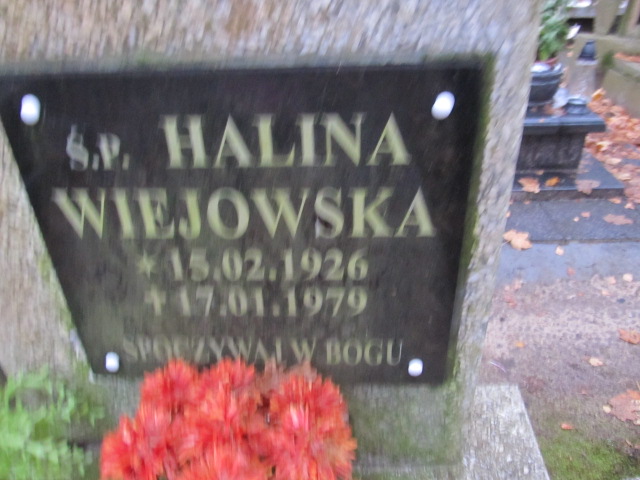 Ś.P. HALINA
WIEJOWSKA
* 15.02.1926
† 17.01.1979
SPOCZYWAJ W BOGU